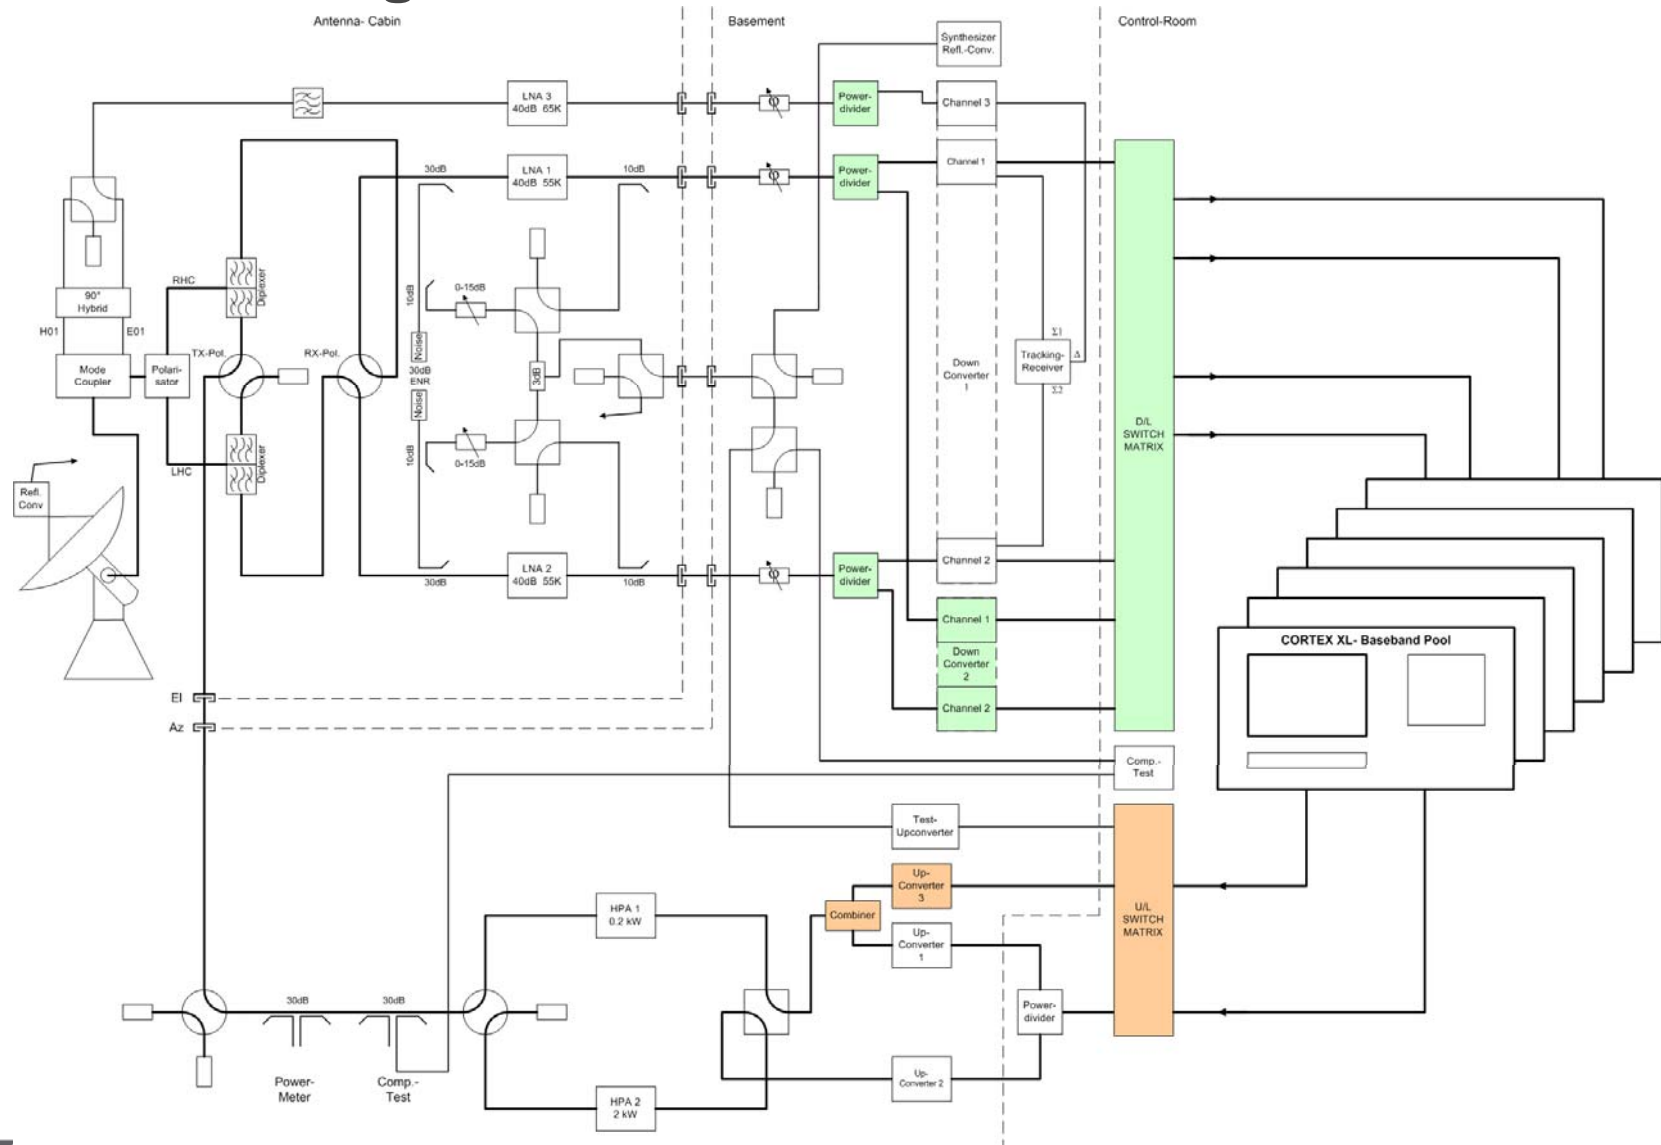 Antenna- Cabin
Basement
Control-Room
Synthesizer
Refl.-Conv.
LNA 3
40dB 65K
Power-
divider
Channel 3
30dB
LNA 1
40dB 55K
10dB
Power-
divider
Channel 1
90°
Hybrid
H01
E01
Mode
Coupler
Polari-
sator
RHC
LHC
Diplexer
Diplexer
TX-Pol.
RX-Pol.
10dB
0-15dB
Noise
30dB
ENR
Noise
10dB
0-15dB
3dB
Σ1
Tracking-
Receiver
Δ
Σ2
Down
Converter
1
D/L
SWITCH
MATRIX
Refl.
Conv
30dB
LNA 2
40dB 55K
10dB
Power-
divider
Channel 2
Channel 1
Down
Converter
2
Channel 2
CORTEX XL- Baseband Pool
El
Az
Comp.-
Test
Test-
Upconverter
Up-
Converter
3
Combiner
Up-
Converter
1
U/L
SWITCH
MATRIX
HPA 1
0.2 kW
Power-
divider
30dB
30dB
Power-
Meter
Comp.-
Test
Up-
Converter 2
HPA 2
2 kW